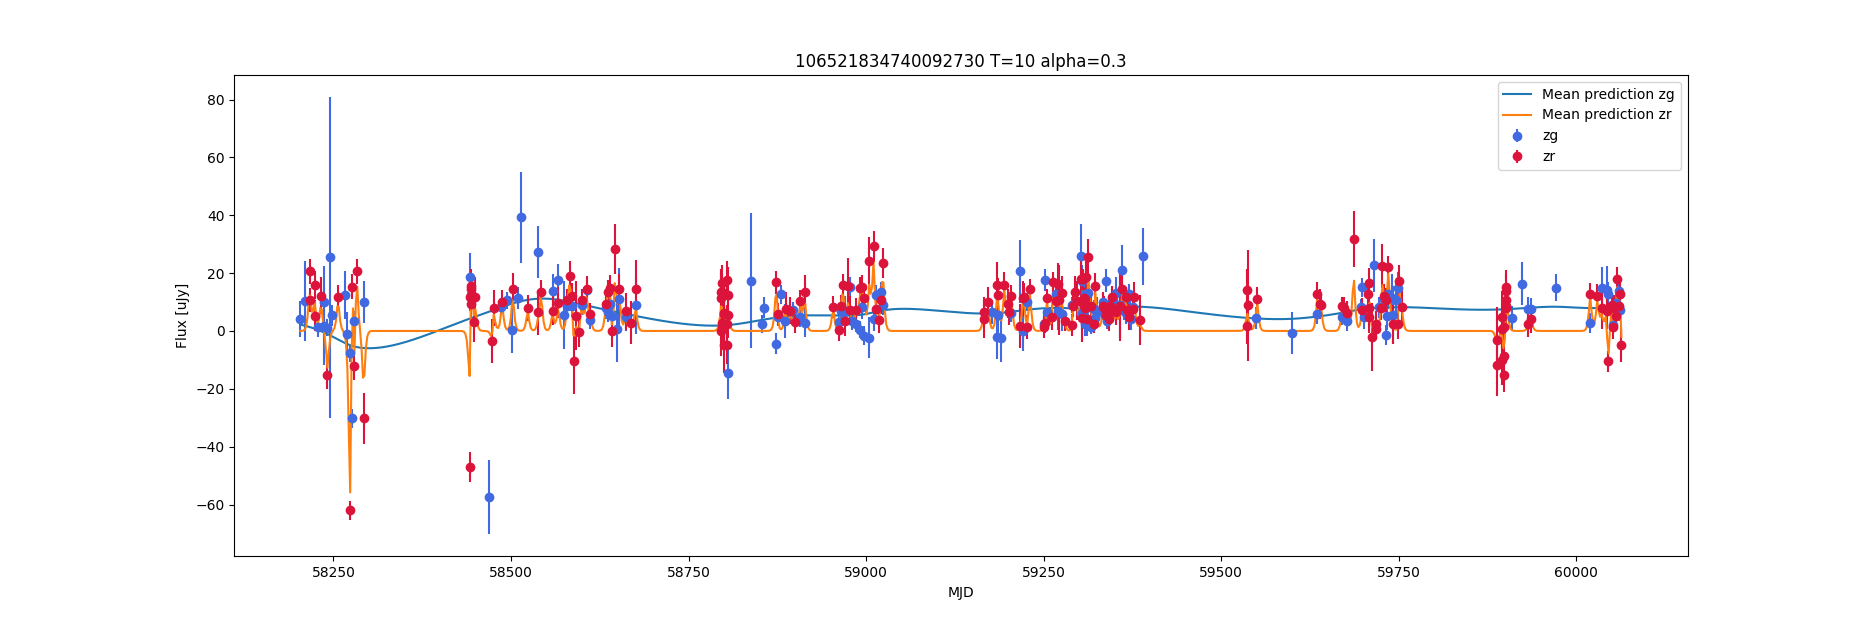 106521834740092730 T=10 alpha=0.3
Mean prediction zg
Mean prediction zr
zg
zr
80
60
40
20
0
−20
−40
−60
Flux [uJy]
58250
58500
58750
59000
59250
59500
59750
60000
MJD